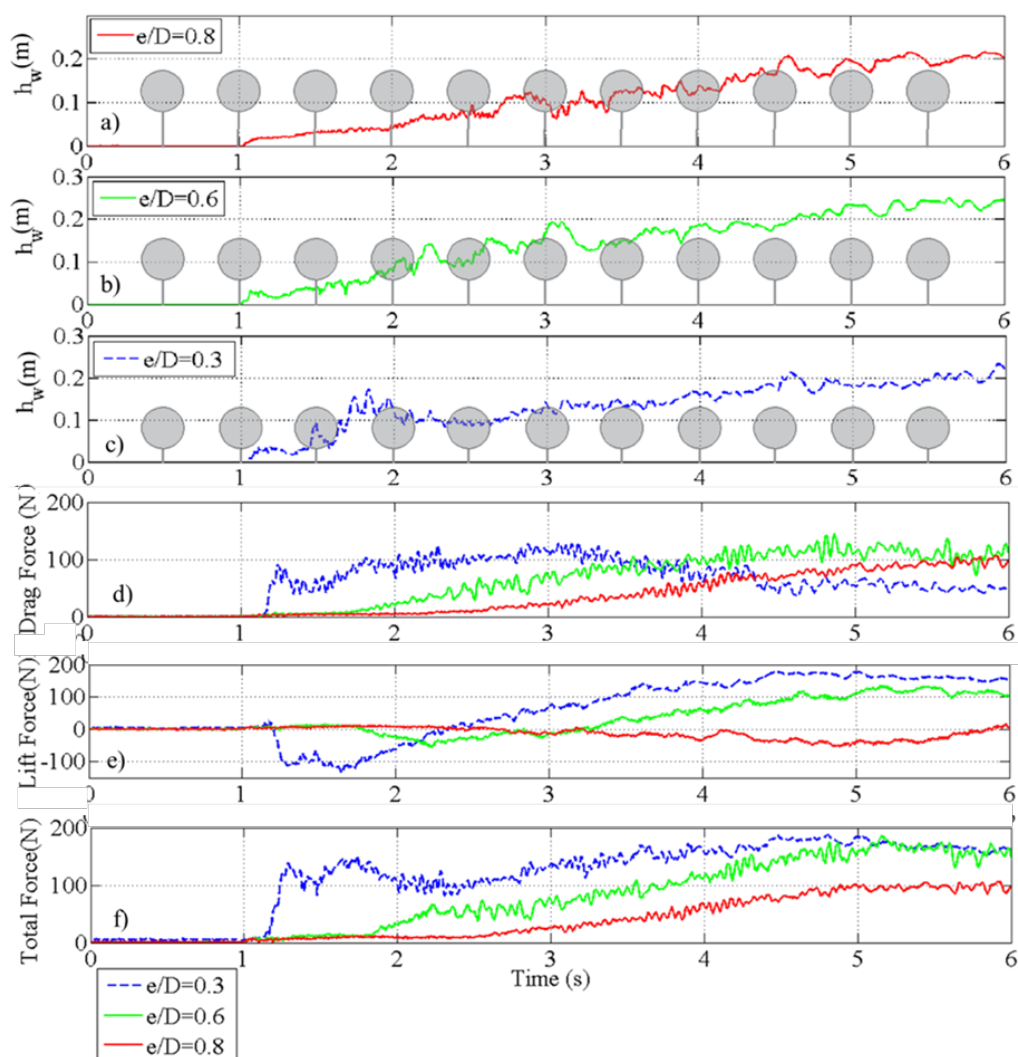 e/D=0.8
h_w(m)
0.2
0.1
0
a)
0 1 2 3 4 5 6
e/D=0.6
h_w(m)
0.3
0.2
0.1
0
b)
0 1 2 3 4 5 6
e/D=0.3
h_w(m)
0.3
0.2
0.1
0
c)
0 1 2 3 4 5 6
Drag Force (N)
200
100
0
d)
0 1 2 3 4 5 6
Lift Force(N)
200
100
0
-100
e)
0 1 2 3 4 5 6
Total Force(N)
200
100
0
f)
0 1 2 3 4 5 6
Time (s)
e/D=0.3
e/D=0.6
e/D=0.8